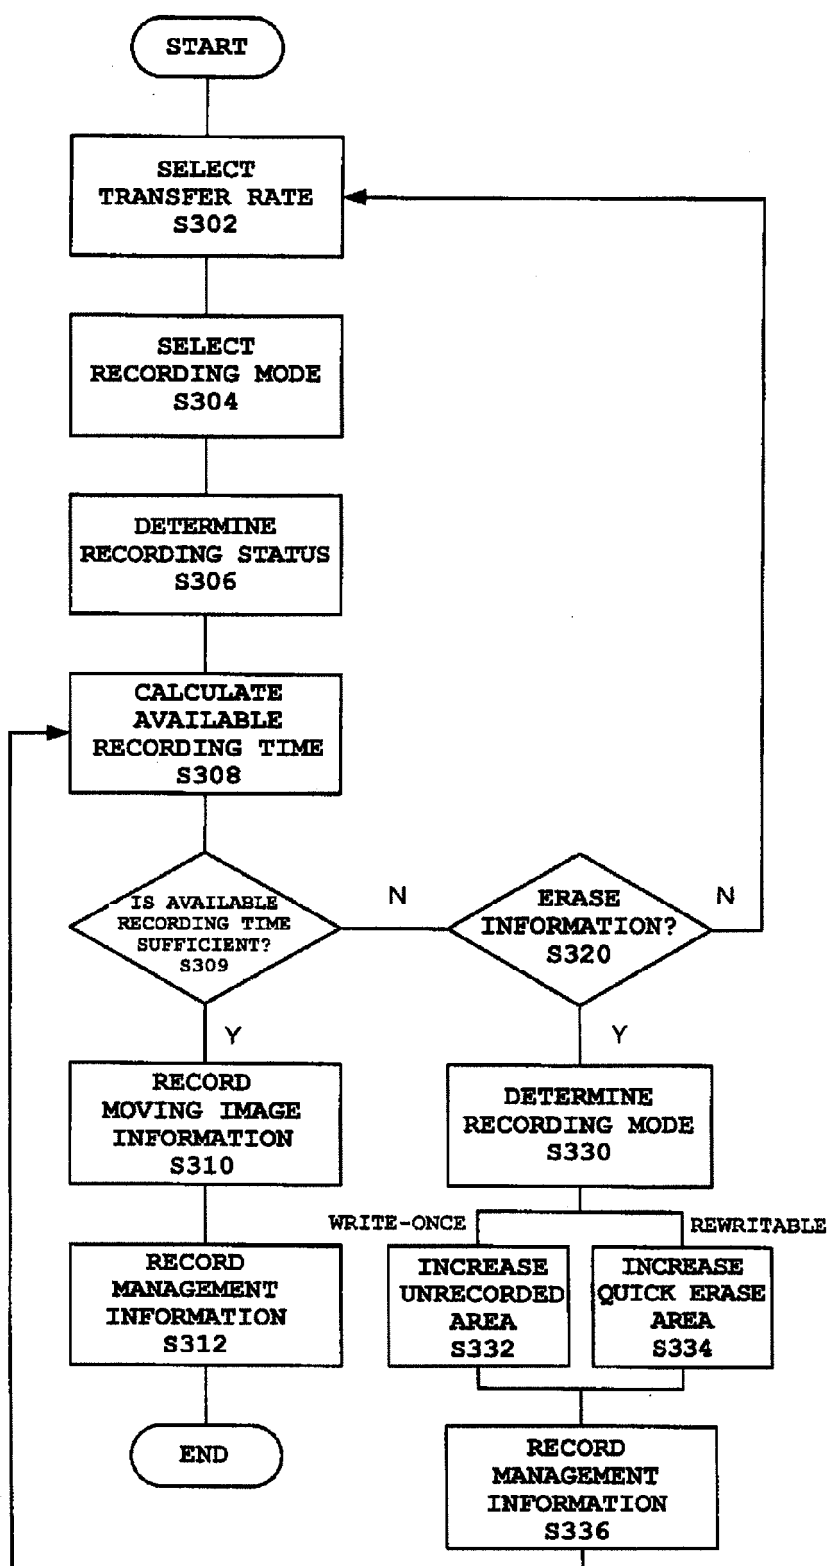 START
SELECT
TRANSFER RATE
S302
SELECT
RECORDING MODE
S304
DETERMINE
RECORDING STATUS
S306
CALCULATE
AVAILABLE
RECORDING TIME
S308
IS AVAILABLE
RECORDING TIME
SUFFICIENT?
S309
N
ERASE
INFORMATION?
S320
N
Y
Y
RECORD
MOVING IMAGE
INFORMATION
S310
DETERMINE
RECORDING MODE
S330
WRITE-ONCE
REWRITABLE
RECORD
MANAGEMENT
INFORMATION
S312
INCREASE
UNRECORDED
AREA
S332
INCREASE
QUICK ERASE
AREA
S334
END
RECORD
MANAGEMENT
INFORMATION
S336